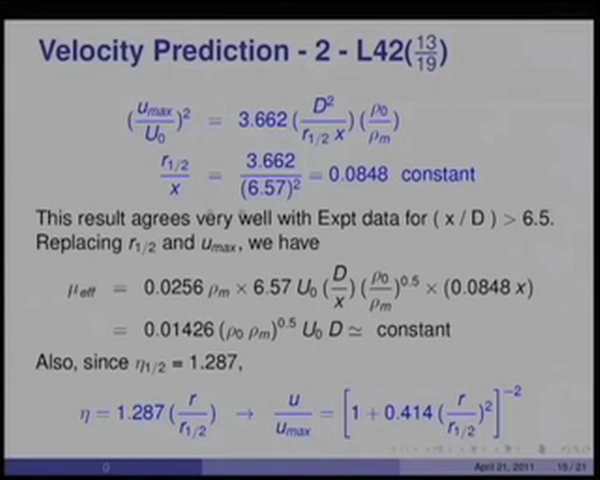 Velocity Prediction - 2 - L42(13/19)
(u_max/U_0)² = 3.662 (D²/(r_1/2 x)) (ρ_0/ρ_m)
r_1/2/x = 3.662/(6.57)² = 0.0848 constant
This result agrees very well with Expt data for ( x / D ) > 6.5.
Replacing r_1/2 and u_max, we have
μ_eff = 0.0256 ρ_m × 6.57 U_0 (D/x) (ρ_0/ρ_m)^0.5 × (0.0848 x)
= 0.01426 (ρ_0 ρ_m)^0.5 U_0 D ≃ constant
Also, since η_1/2 = 1.287,
η = 1.287 (r/r_1/2) → u/u_max = [1 + 0.414 (r/r_1/2)²]^−2
()
April 21, 2011 15 / 21